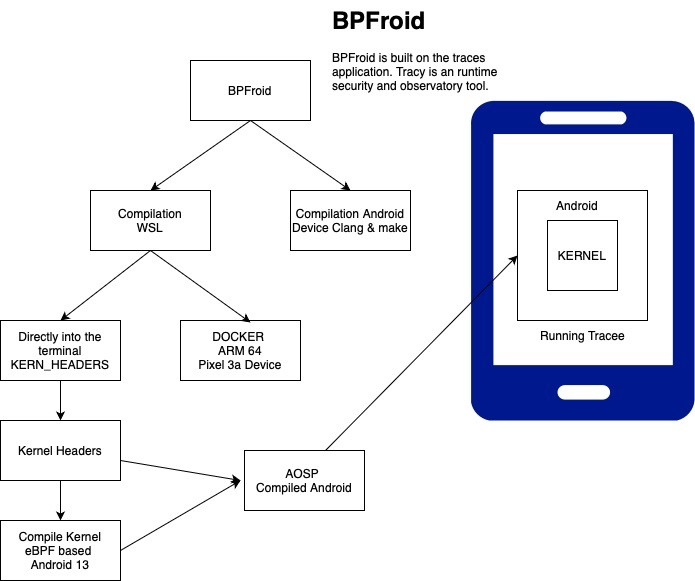 BPFroid
BPFroid is built on the traces
application. Tracy is an runtime
security and observatory tool.
BPFroid
Compilation
WSL
Compilation Android
Device Clang & make
Android
KERNEL
Running Tracee
Directly into the
terminal
KERN_HEADERS
DOCKER
ARM 64
Pixel 3a Device
Kernel Headers
AOSP
Compiled Android
Compile Kernel
eBPF based
Android 13